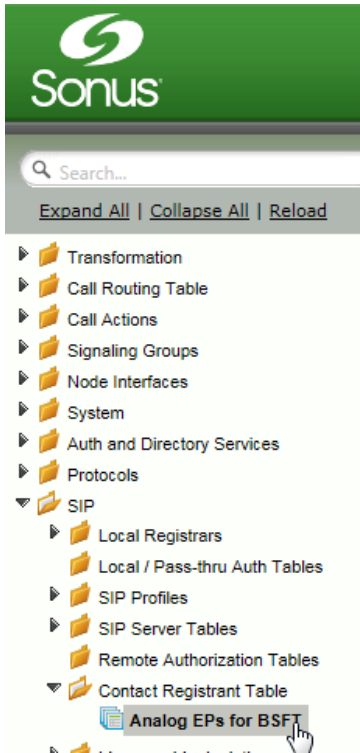 Sonus
Search...
Expand All | Collapse All | Reload
Transformation
Call Routing Table
Call Actions
Signaling Groups
Node Interfaces
System
Auth and Directory Services
Protocols
SIP
Local Registrars
Local / Pass-thru Auth Tables
SIP Profiles
SIP Server Tables
Remote Authorization Tables
Contact Registrant Table
Analog EPs for BSFT